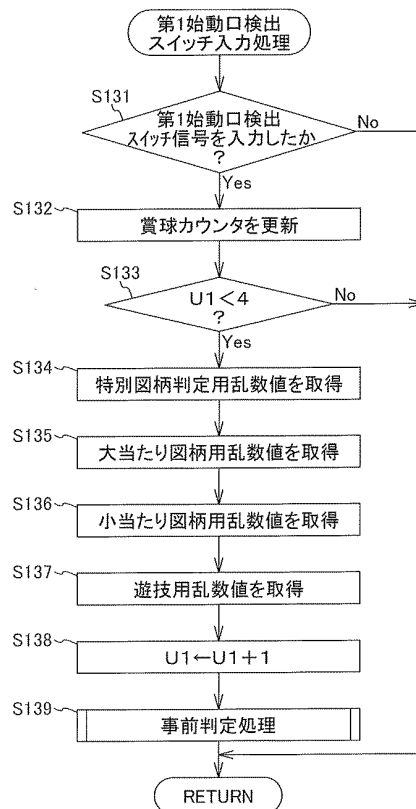 第1始動口検出
スイッチ入力処理
S131
第1始動口検出
スイッチ信号を入力したか
?
No
Yes
S132
賞球カウンタを更新
S133
U1<4
?
No
Yes
S134
特別図柄判定用乱数値を取得
S135
大当たり図柄用乱数値を取得
S136
小当たり図柄用乱数値を取得
S137
遊技用乱数値を取得
S138
U1←U1+1
S139
事前判定処理
RETURN